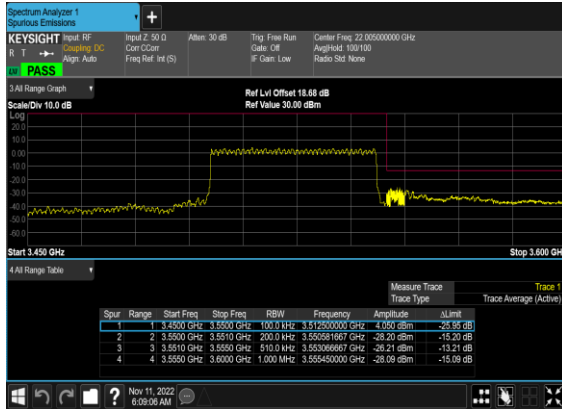 Spectrum Analyzer 1
Spurious Emissions
+
KEYSIGHT Input: RF Input Z: 50 Ω Atten: 30 dB Trig: Free Run Center Freq: 22.005000000 GHz
R T Coupling: DC Corr CCorr Gate: Off Avg|Hold: 100/100
Align: Auto Freq Ref: Int (S) IF Gain: Low Radio Std: None
PASS
3 All Range Graph
Ref Lvl Offset 18.68 dB
Scale/Div 10.0 dB Ref Value 30.00 dBm
Log
20.0
10.0
0.00
-10.0
-20.0
-30.0
-40.0
-50.0
-60.0
Start 3.450 GHz Stop 3.600 GHz
4 All Range Table
Measure Trace Trace 1
Trace Type Trace Average (Active)
Spur Range Start Freq Stop Freq RBW Frequency Amplitude ΔLimit
1 1 3.4500 GHz 3.5500 GHz 100.0 kHz 3.512500000 GHz 4.050 dBm -25.95 dB
2 2 3.5500 GHz 3.5510 GHz 200.0 kHz 3.550581667 GHz -28.20 dBm -15.20 dB
3 3 3.5510 GHz 3.5550 GHz 510.0 kHz 3.553066667 GHz -26.21 dBm -13.21 dB
4 4 3.5550 GHz 3.6000 GHz 1.000 MHz 3.555450000 GHz -28.09 dBm -15.09 dB
?
Nov 11, 2022
6:09:06 AM